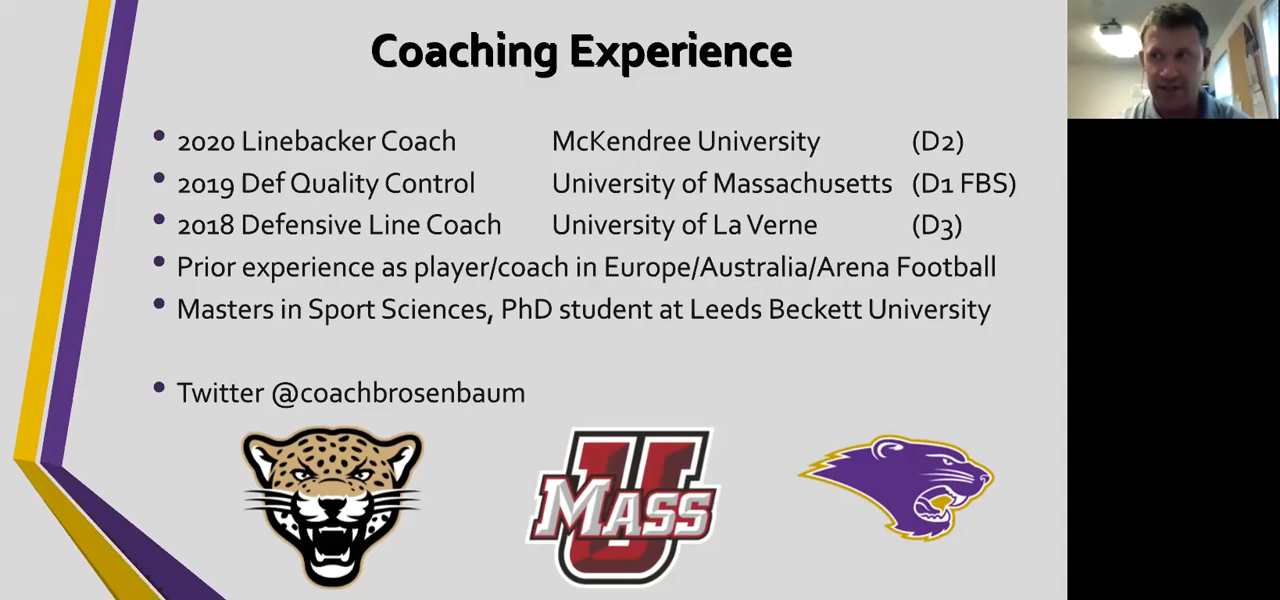 Coaching Experience
• 2020 Linebacker Coach McKendree University (D2)
• 2019 Def Quality Control University of Massachusetts (D1 FBS)
• 2018 Defensive Line Coach University of La Verne (D3)
• Prior experience as player/coach in Europe/Australia/Arena Football
• Masters in Sport Sciences, PhD student at Leeds Beckett University
• Twitter @coachbrosenbaum
U
MASS